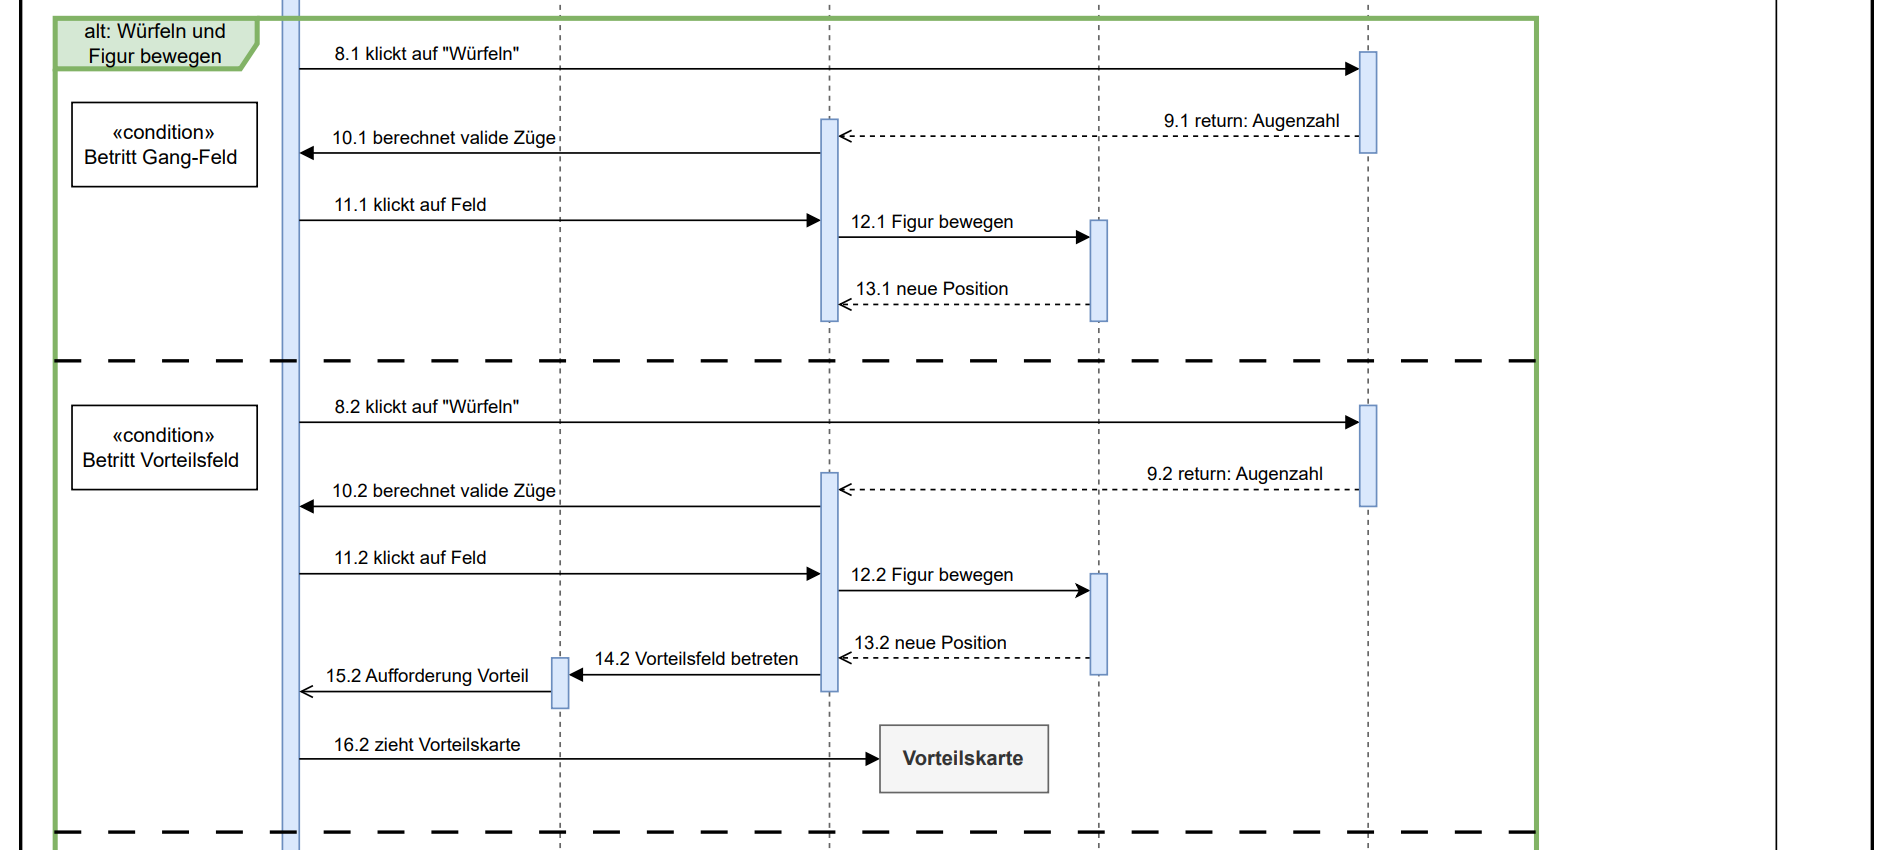 alt: Würfeln und
Figur bewegen
8.1 klickt auf "Würfeln"
9.1 return: Augenzahl
«condition»
Betritt Gang-Feld
10.1 berechnet valide Züge
11.1 klickt auf Feld
12.1 Figur bewegen
13.1 neue Position
8.2 klickt auf "Würfeln"
«condition»
Betritt Vorteilsfeld
9.2 return: Augenzahl
10.2 berechnet valide Züge
11.2 klickt auf Feld
12.2 Figur bewegen
13.2 neue Position
14.2 Vorteilsfeld betreten
15.2 Aufforderung Vorteil
16.2 zieht Vorteilskarte
Vorteilskarte